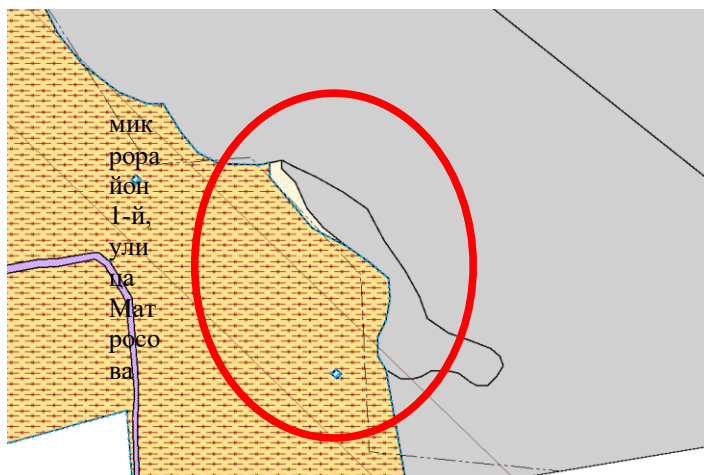 мик
рора
йон
1-й,
ули
ца
Мат
росо
ва